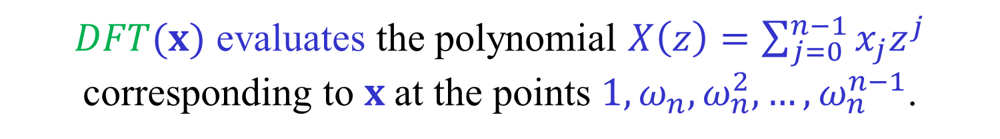 DFT(𝐱) evaluates the polynomial X(z) = ∑_{j=0}^{n−1} x_j z^j
corresponding to 𝐱 at the points 1, ω_n, ω_n^2, … , ω_n^{n−1}.